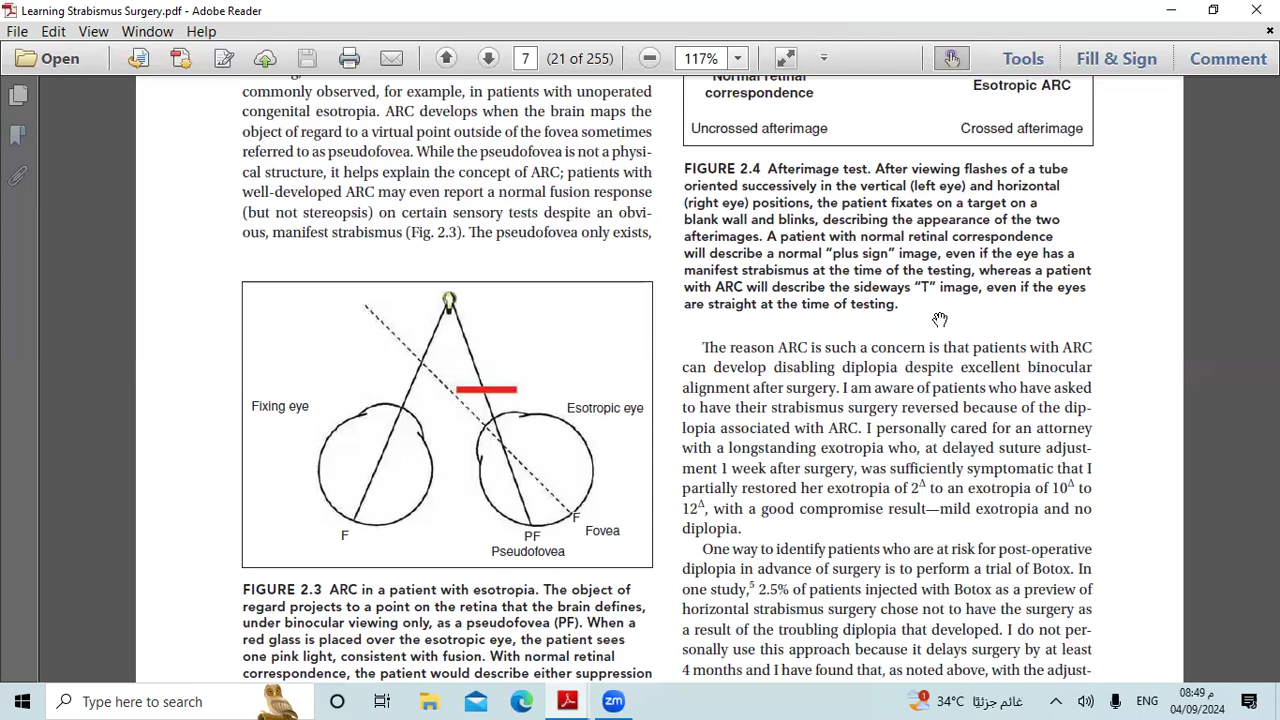 Learning Strabismus Surgery.pdf - Adobe Reader
File Edit View Window Help
Open 7 (21 of 255) 117% Tools Fill & Sign Comment
commonly observed, for example, in patients with unoperated
congenital esotropia. ARC develops when the brain maps the
object of regard to a virtual point outside of the fovea sometimes
referred to as pseudofovea. While the pseudofovea is not a physi-
cal structure, it helps explain the concept of ARC; patients with
well-developed ARC may even report a normal fusion response
(but not stereopsis) on certain sensory tests despite an obvi-
ous, manifest strabismus (Fig. 2.3). The pseudofovea only exists,
Fixing eye
Esotropic eye
F
F
PF
Fovea
Pseudofovea
FIGURE 2.3 ARC in a patient with esotropia. The object of
regard projects to a point on the retina that the brain defines,
under binocular viewing only, as a pseudofovea (PF). When a
red glass is placed over the esotropic eye, the patient sees
one pink light, consistent with fusion. With normal retinal
correspondence, the patient would describe either suppression
Normal retinal
correspondence
Esotropic ARC
Uncrossed afterimage
Crossed afterimage
FIGURE 2.4 Afterimage test. After viewing flashes of a tube
oriented successively in the vertical (left eye) and horizontal
(right eye) positions, the patient fixates on a target on a
blank wall and blinks, describing the appearance of the two
afterimages. A patient with normal retinal correspondence
will describe a normal “plus sign” image, even if the eye has a
manifest strabismus at the time of the testing, whereas a patient
with ARC will describe the sideways “T” image, even if the eyes
are straight at the time of testing.
The reason ARC is such a concern is that patients with ARC
can develop disabling diplopia despite excellent binocular
alignment after surgery. I am aware of patients who have asked
to have their strabismus surgery reversed because of the dip-
lopia associated with ARC. I personally cared for an attorney
with a longstanding exotropia who, at delayed suture adjust-
ment 1 week after surgery, was sufficiently symptomatic that I
partially restored her exotropia of 2Δ to an exotropia of 10Δ to
12Δ, with a good compromise result—mild exotropia and no
diplopia.
One way to identify patients who are at risk for post-operative
diplopia in advance of surgery is to perform a trial of Botox. In
one study,5 2.5% of patients injected with Botox as a preview of
horizontal strabismus surgery chose not to have the surgery as
a result of the troubling diplopia that developed. I do not per-
sonally use this approach because it delays surgery by at least
4 months and I have found that, as noted above, with the adjust-
Type here to search
zm
1
34°C غائم جزئيًا
ENG
08:49 م
04/09/2024